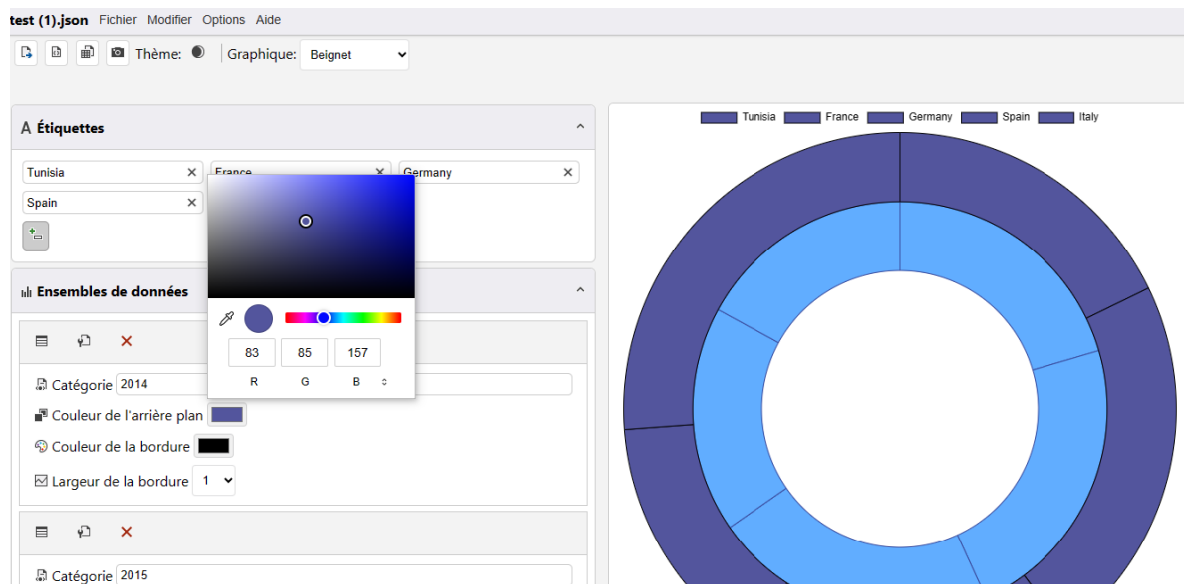 test (1).json Fichier Modifier Options Aide
Thème: Graphique: Beignet
A Étiquettes
Tunisia France Germany
Spain
Ensembles de données
83 85 157
R G B
Catégorie 2014
Couleur de l'arrière plan
Couleur de la bordure
Largeur de la bordure 1
Catégorie 2015
Tunisia France Germany Spain Italy